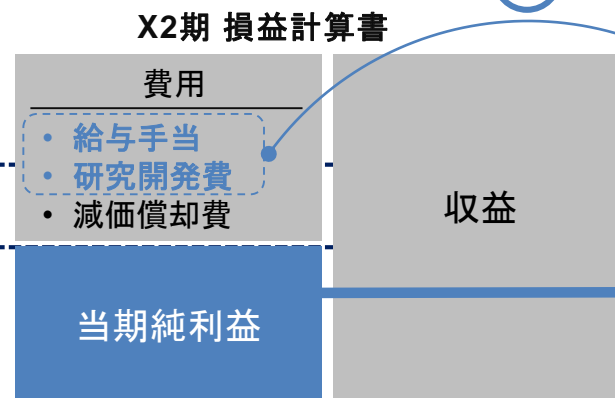 X2期 損益計算書
費用
• 給与手当
• 研究開発費
• 減価償却費
収益
当期純利益